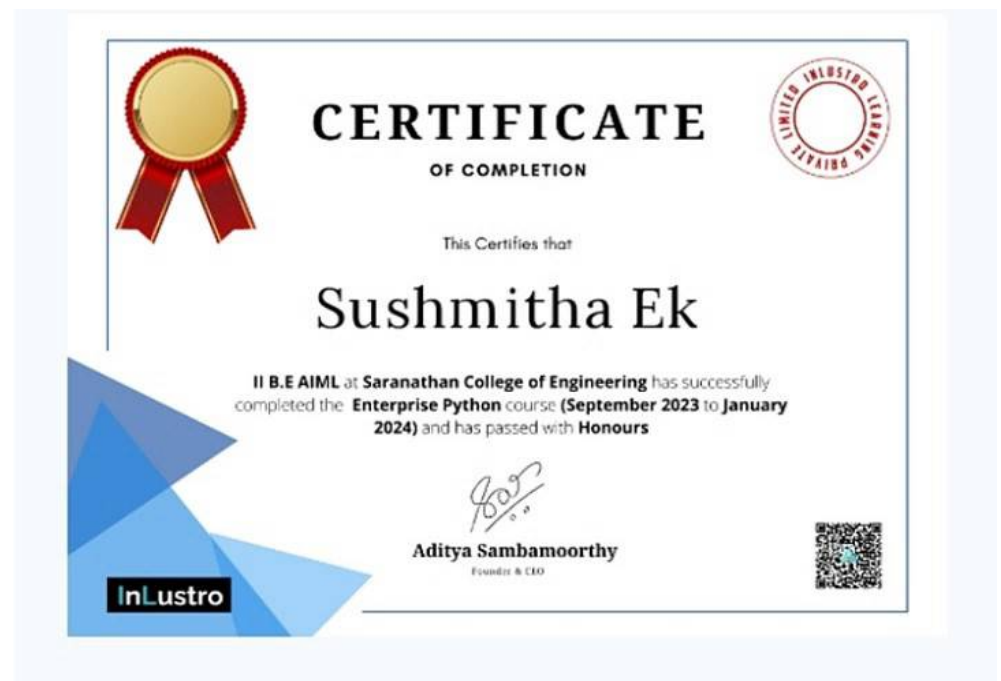 CERTIFICATE
OF COMPLETION
INLUSTRO LEARNING PRIVATE LIMITED
This Certifies that
Sushmitha Ek
II B.E AIML at Saranathan College of Engineering has successfully
completed the Enterprise Python course (September 2023 to January
2024) and has passed with Honours
Aditya Sambamoorthy
Founder & CEO
InLustro